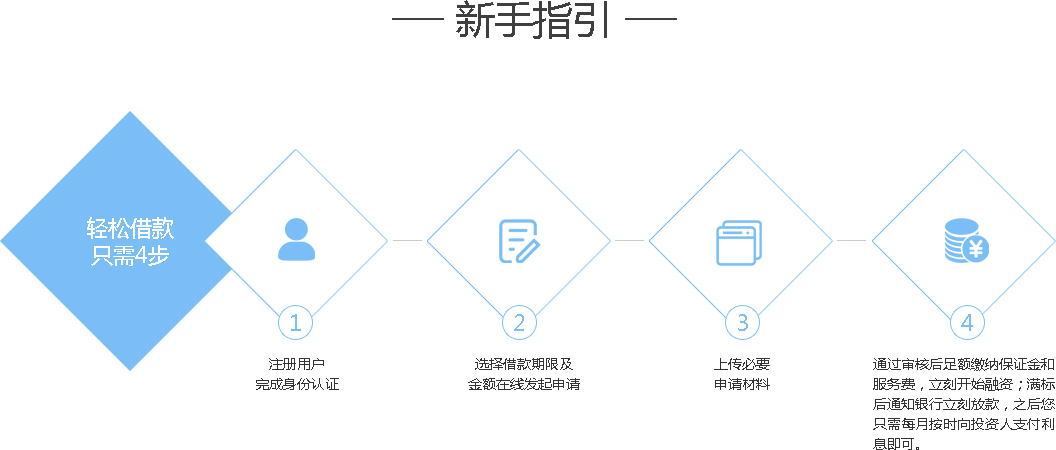 新手指引
轻松借款
只需4步
1
注册用户
完成身份认证
2
选择借款期限及
金额在线发起申请
3
上传必要
申请材料
4
通过审核后足额缴纳保证金和
服务费，立刻开始融资；满标
后通知银行立刻放款，之后您
只需每月按时向投资人支付利
息即可。